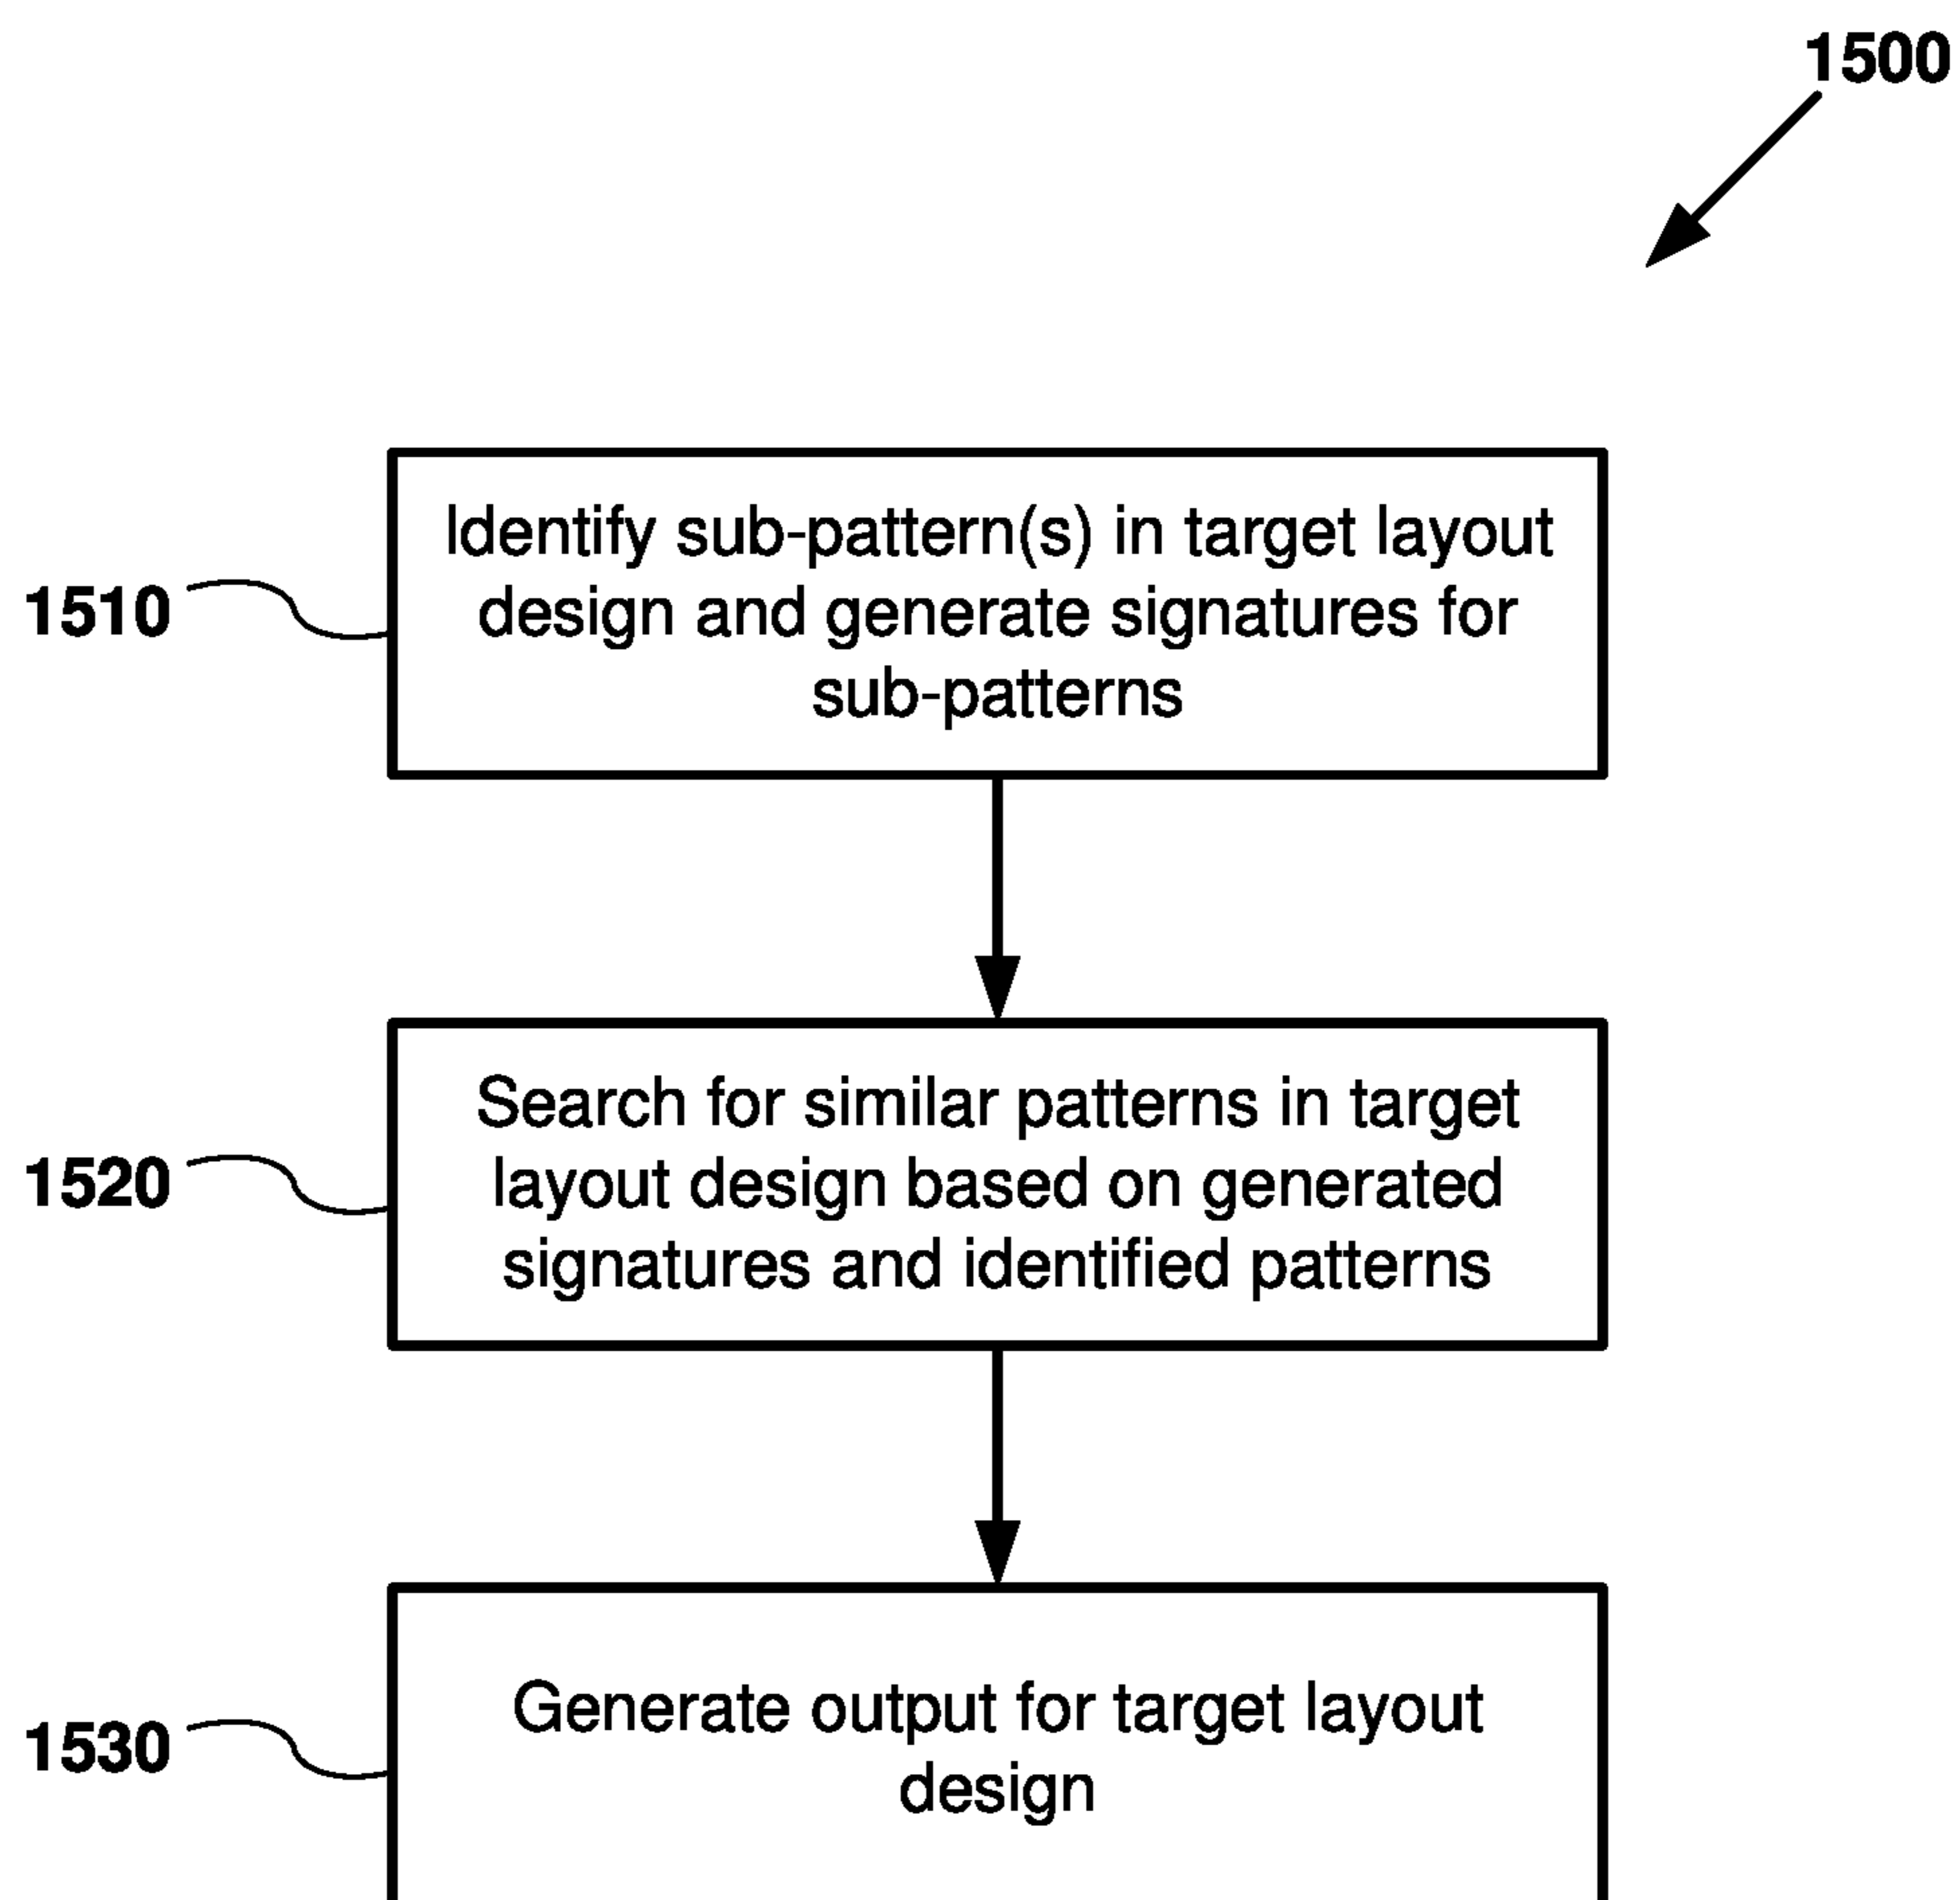 1500
Identify sub-pattern(s) in target layout
design and generate signatures for
sub-patterns
1510
Search for similar patterns in target
layout design based on generated
signatures and identified patterns
1520
Generate output for target layout
design
1530